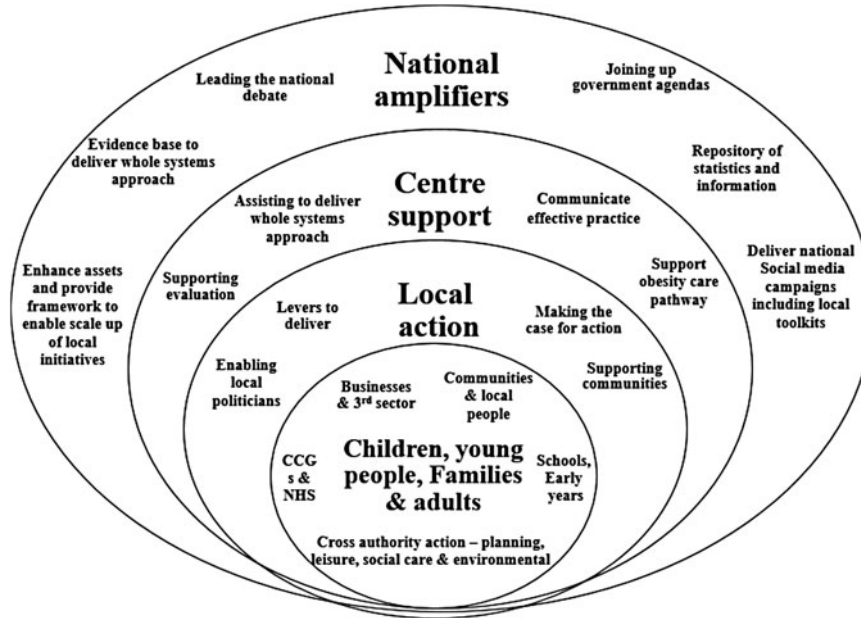 National
amplifiers
Leading the national
debate
Joining up
government agendas
Evidence base to
deliver whole systems
approach
Repository of
statistics and
information
Enhance assets
and provide
framework to
enable scale up
of local
initiatives
Deliver national
Social media
campaigns
including local
toolkits
Centre
support
Assisting to deliver
whole systems
approach
Communicate
effective practice
Supporting
evaluation
Support
obesity care
pathway
Local
action
Levers to
deliver
Making the
case for action
Enabling
local
politicians
Supporting
communities
Businesses
& 3rd sector
Communities
& local
people
CCG
s &
NHS
Children, young
people, Families
& adults
Schools,
Early
years
Cross authority action – planning,
leisure, social care & environmental